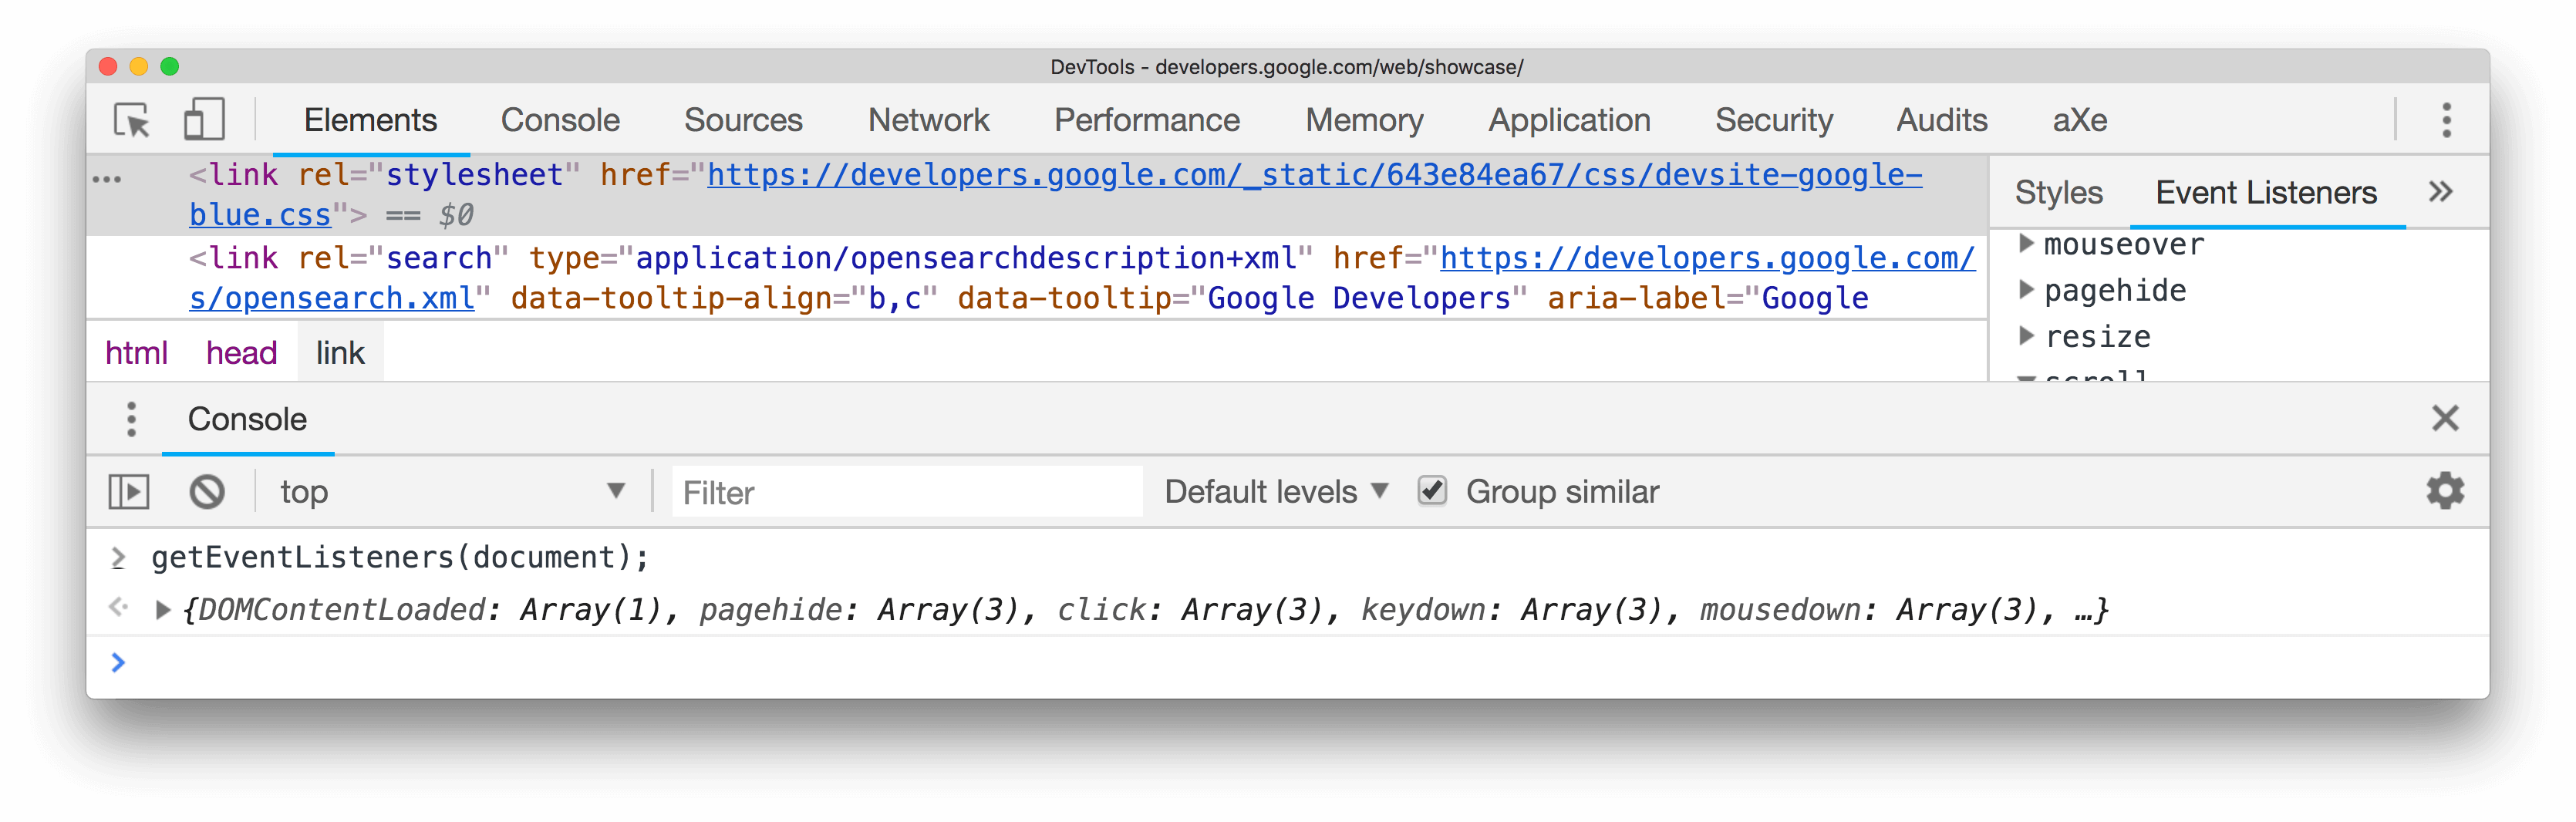 DevTools - developers.google.com/web/showcase/
Elements Console Sources Network Performance Memory Application Security Audits aXe
<link rel="stylesheet" href="https://developers.google.com/_static/643e84ea67/css/devsite-google-
blue.css"> == $0
<link rel="search" type="application/opensearchdescription+xml" href="https://developers.google.com/
s/opensearch.xml" data-tooltip-align="b,c" data-tooltip="Google Developers" aria-label="Google
html head link
Styles Event Listeners
mouseover
pagehide
resize
scroll
Console
top Filter Default levels Group similar
> getEventListeners(document);
{DOMContentLoaded: Array(1), pagehide: Array(3), click: Array(3), keydown: Array(3), mousedown: Array(3), …}
>